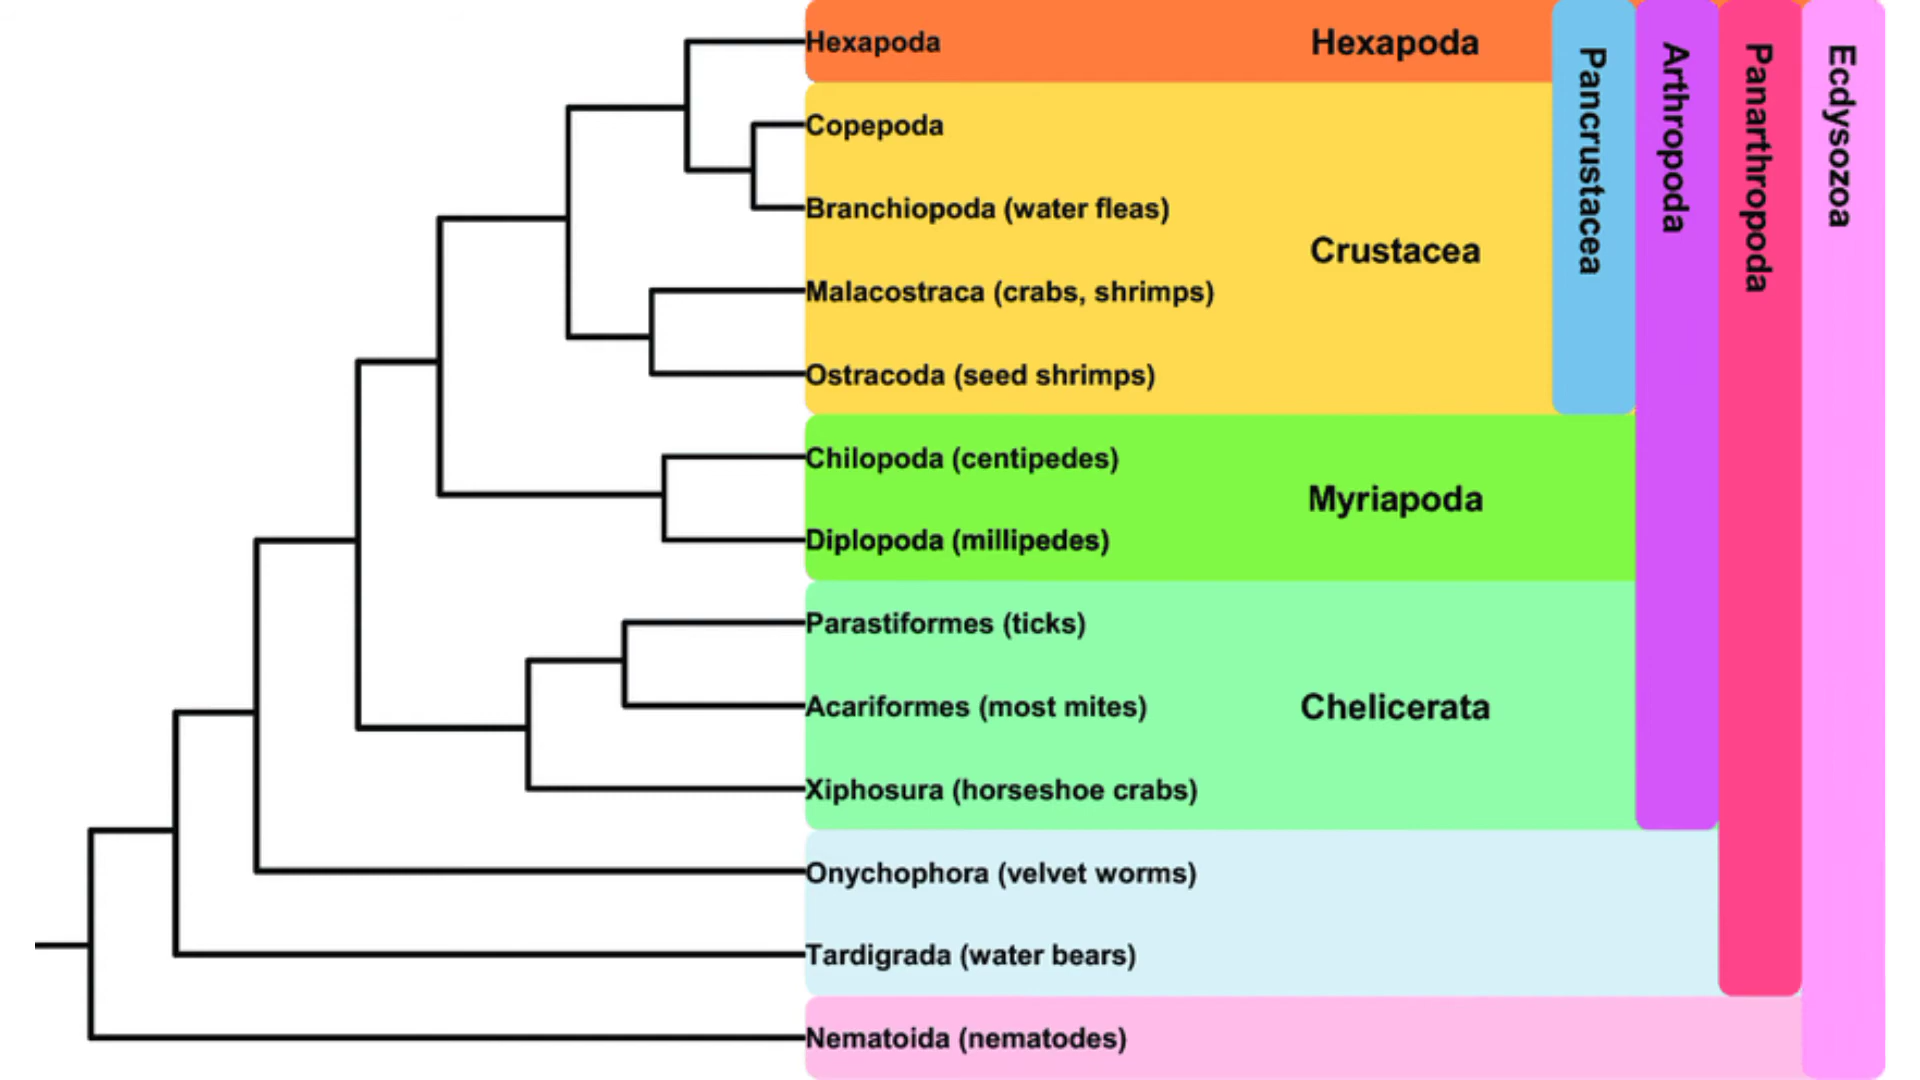 Hexapoda
Hexapoda
Copepoda
Branchiopoda (water fleas)
Crustacea
Malacostraca (crabs, shrimps)
Ostracoda (seed shrimps)
Chilopoda (centipedes)
Myriapoda
Diplopoda (millipedes)
Parastiformes (ticks)
Acariformes (most mites)
Chelicerata
Xiphosura (horseshoe crabs)
Onychophora (velvet worms)
Tardigrada (water bears)
Nematoida (nematodes)
Pancrustacea
Arthropoda
Panarthropoda
Ecdysozoa